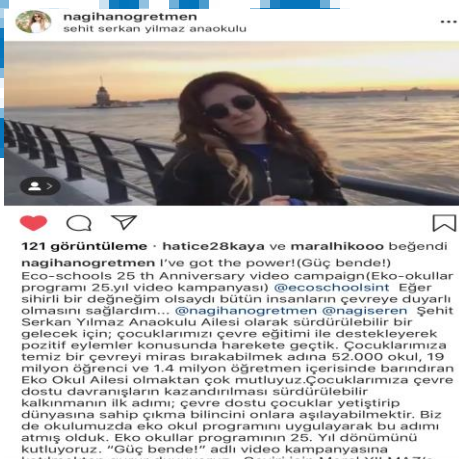 nagihanogretmen
sehit serkan yilmaz anaokulu
121 görüntüleme · hatice28kaya ve maralhikooo beğendi
nagihanogretmen I've got the power!(Güç bende!)
Eco-schools 25 th Anniversary video campaign(Eko-okullar
programı 25.yıl video kampanyası) @ecoschoolsint Eğer
sihirli bir değneğim olsaydı bütün insanların çevreye duyarlı
olmasını sağlardım... @nagihanogretmen @nagiseren Şehit
Serkan Yılmaz Anaokulu Ailesi olarak sürdürülebilir bir
gelecek için; çocuklarımızı çevre eğitimi ile destekleyerek
pozitif eylemler konusunda harekete geçtik. Çocuklarımıza
temiz bir çevreyi miras bırakabilmek adına 52.000 okul, 19
milyon öğrenci ve 1.4 milyon öğretmen içerisinde barındıran
Eko Okul Ailesi olmaktan çok mutluyuz.Çocuklarımıza çevre
dostu davranışların kazandırılması sürdürülebilir
kalkınmanın ilk adımı; çevre dostu çocuklar yetiştirip
dünyasına sahip çıkma bilincini onlara aşılayabilmektir. Biz
de okulumuzda eko okul programını uygulayarak bu adımı
atmış olduk. Eko okullar programının 25. Yıl dönümünü
kutluyoruz. “Güç bende!” adlı video kampanyasına